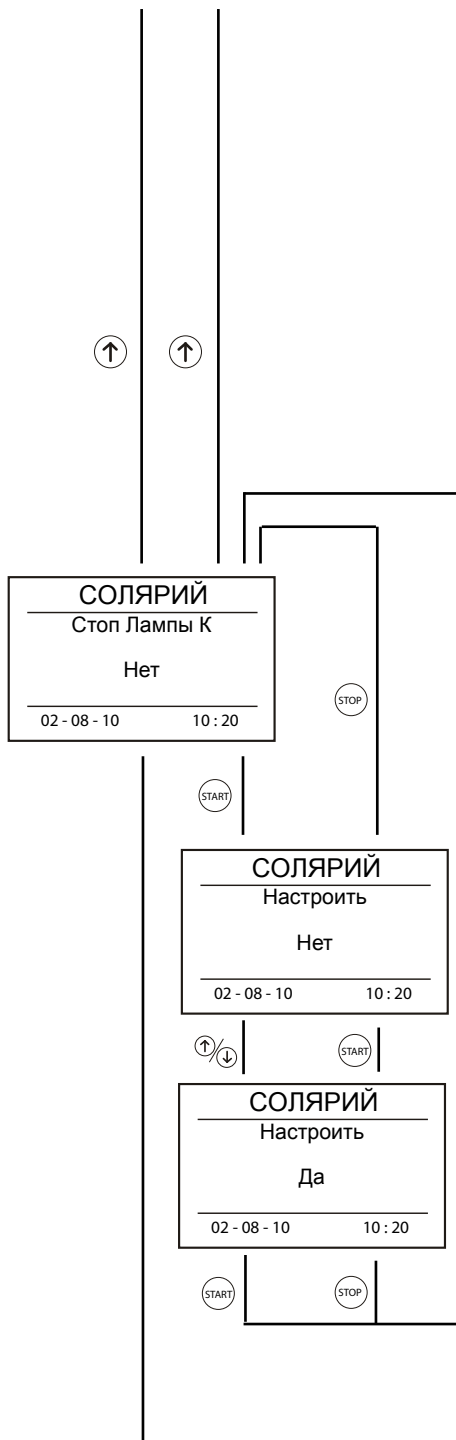 СОЛЯРИЙ
Стоп Лампы К
Нет
02 - 08 - 10 10 : 20
STOP
START
СОЛЯРИЙ
Настроить
Нет
02 - 08 - 10 10 : 20
START
СОЛЯРИЙ
Настроить
Да
02 - 08 - 10 10 : 20
START STOP